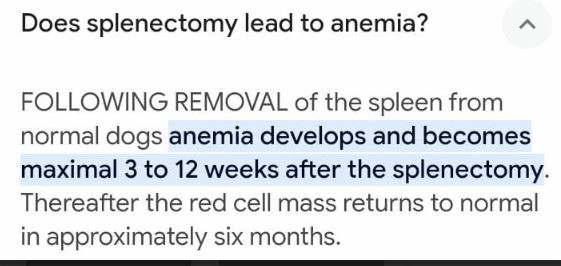 Does splenectomy lead to anemia?
FOLLOWING REMOVAL of the spleen from
normal dogs anemia develops and becomes
maximal 3 to 12 weeks after the splenectomy.
Thereafter the red cell mass returns to normal
in approximately six months.